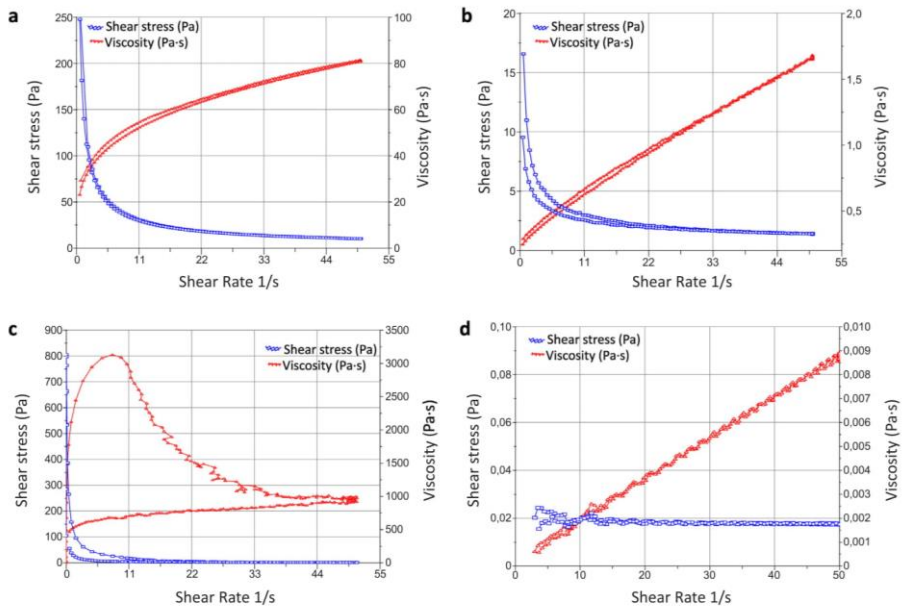 a
250
200
150
100
50
0
Shear stress (Pa)
Shear stress (Pa)
Viscosity (Pa·s)
100
80
60
40
20
0
Viscosity (Pa·s)
0 11 22 33 44 55
Shear Rate 1/s
b
20
15
10
5
0
Shear stress (Pa)
Shear stress (Pa)
Viscosity (Pa·s)
2,0
1,5
1,0
0,5
Viscosity (Pa·s)
0 11 22 33 44 55
Shear Rate 1/s
c
900
800
700
600
500
400
300
200
100
0
Shear stress (Pa)
Shear stress (Pa)
Viscosity (Pa·s)
3500
3000
2500
2000
1500
1000
500
0
Viscosity (Pa·s)
0 11 22 33 44 55
Shear Rate 1/s
d
0,10
0,08
0,06
0,04
0,02
0
Shear stress (Pa)
Shear stress (Pa)
Viscosity (Pa·s)
0,010
0,009
0,008
0,007
0,006
0,005
0,004
0,003
0,002
0,001
0
Viscosity (Pa·s)
0 10 20 30 40 50
Shear Rate 1/s